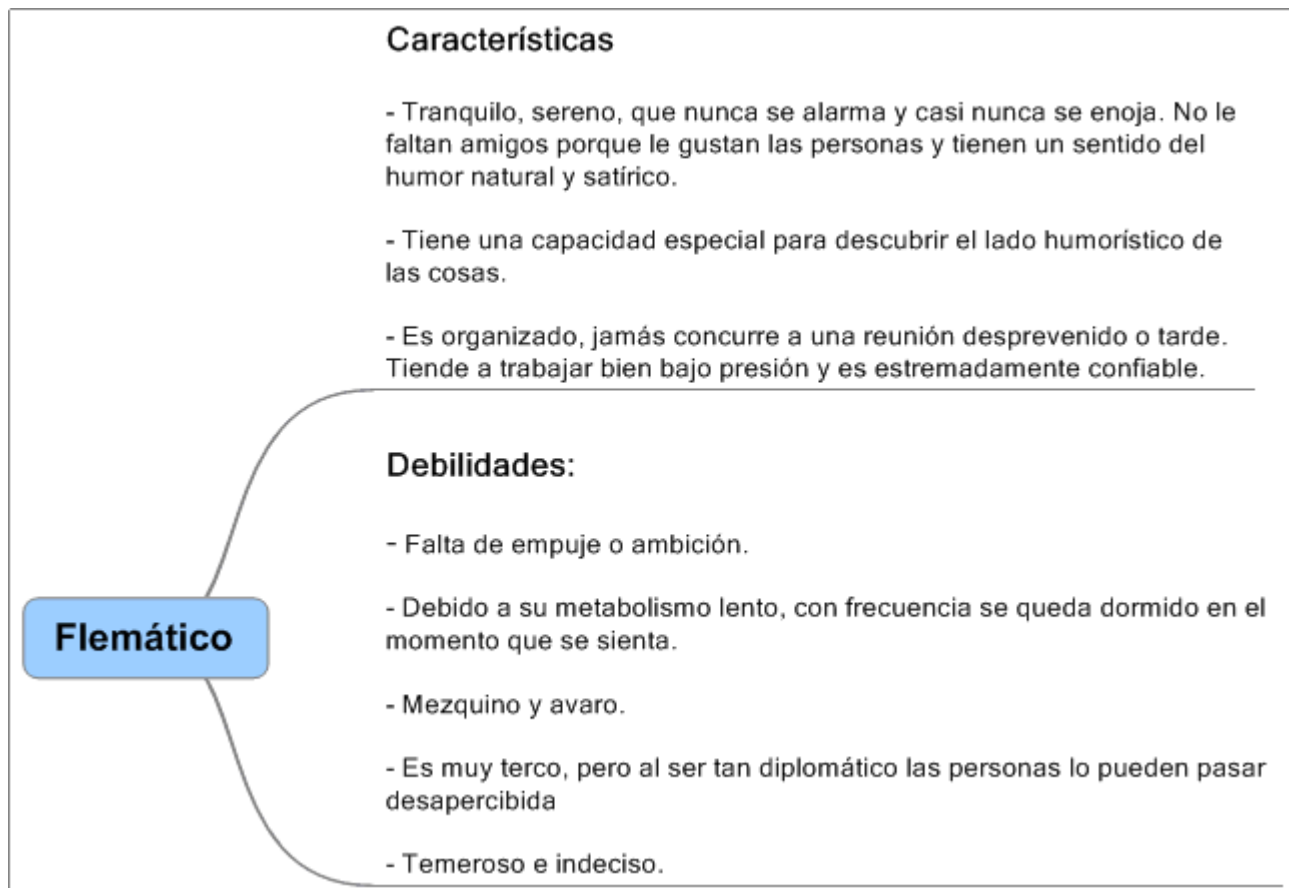 Características
- Tranquilo, sereno, que nunca se alarma y casi nunca se enoja. No le
faltan amigos porque le gustan las personas y tienen un sentido del
humor natural y satírico.
- Tiene una capacidad especial para descubrir el lado humorístico de
las cosas.
- Es organizado, jamás concurre a una reunión desprevenido o tarde.
Tiende a trabajar bien bajo presión y es estremadamente confiable.
Debilidades:
- Falta de empuje o ambición.
- Debido a su metabolismo lento, con frecuencia se queda dormido en el
momento que se sienta.
Flemático
- Mezquino y avaro.
- Es muy terco, pero al ser tan diplomático las personas lo pueden pasar
desapercibida
- Temeroso e indeciso.